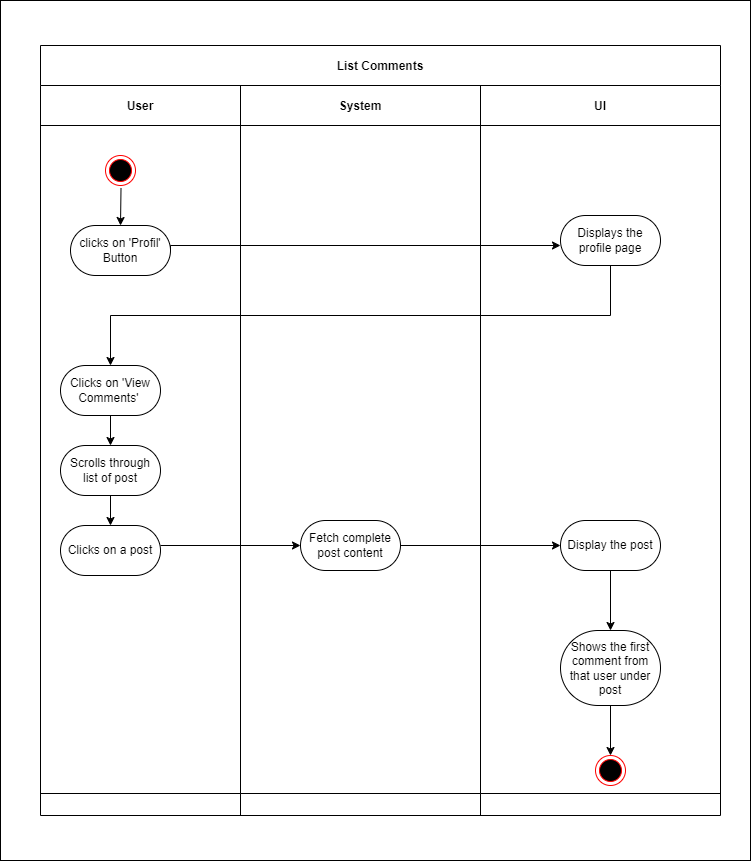 List Comments
User
System
UI
clicks on 'Profil'
Button
Displays the
profile page
Clicks on 'View
Comments'
Scrolls through
list of post
Clicks on a post
Fetch complete
post content
Display the post
Shows the first
comment from
that user under
post